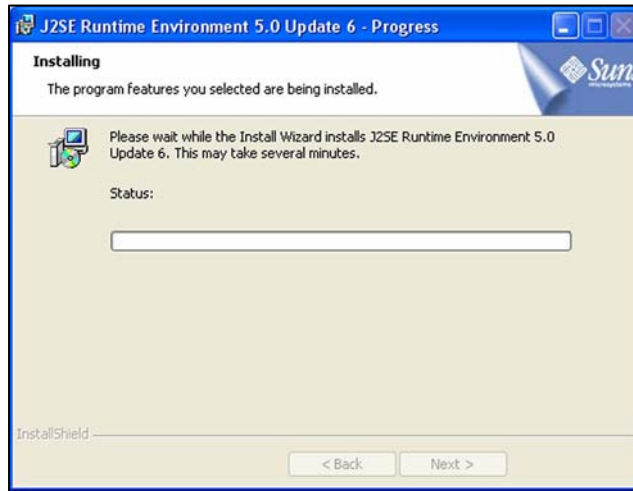 J2SE Runtime Environment 5.0 Update 6 - Progress
Installing
The program features you selected are being installed.
Sun
microsystems
Please wait while the Install Wizard installs J2SE Runtime Environment 5.0
Update 6. This may take several minutes.
Status:
InstallShield
< Back Next >